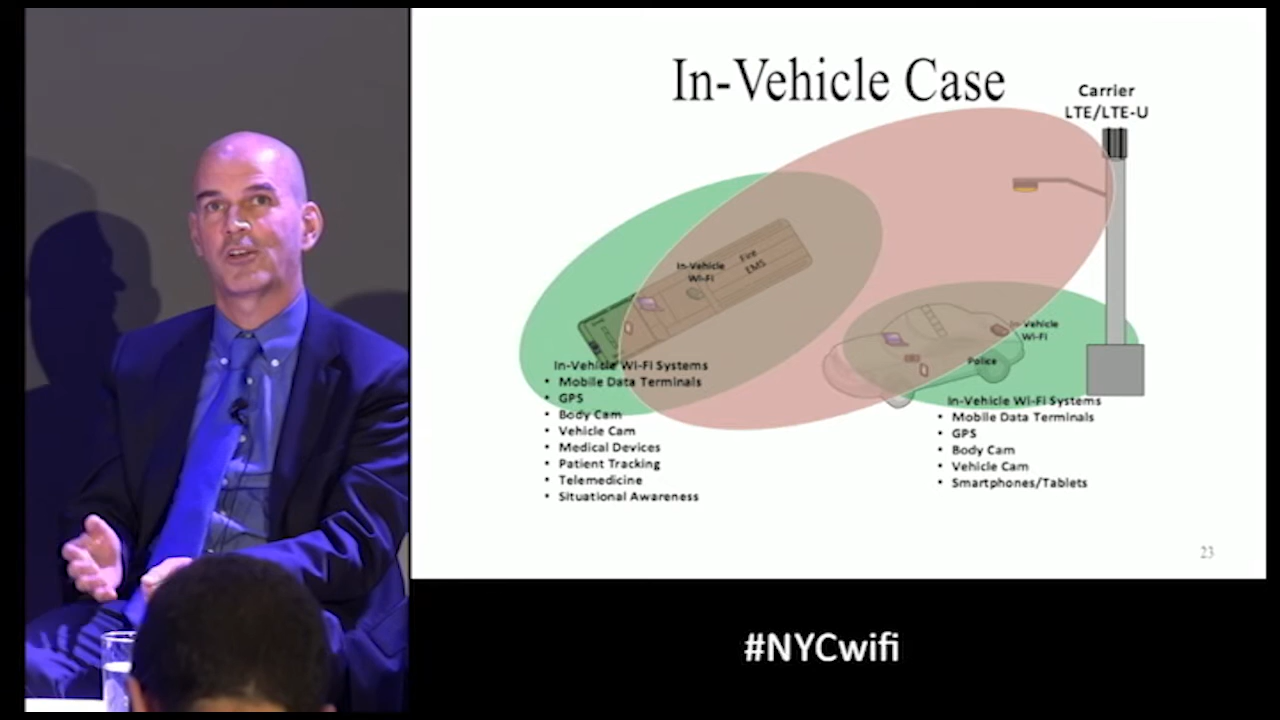 In-Vehicle Case
Carrier
LTE/LTE-U
In-Vehicle
Wi-Fi
Fire
EMS
In-Vehicle
Wi-Fi
Police
In-Vehicle Wi-Fi Systems
• Mobile Data Terminals
• GPS
• Body Cam
• Vehicle Cam
• Medical Devices
• Patient Tracking
• Telemedicine
• Situational Awareness
In-Vehicle Wi-Fi Systems
• Mobile Data Terminals
• GPS
• Body Cam
• Vehicle Cam
• Smartphones/Tablets
23
#NYCwifi